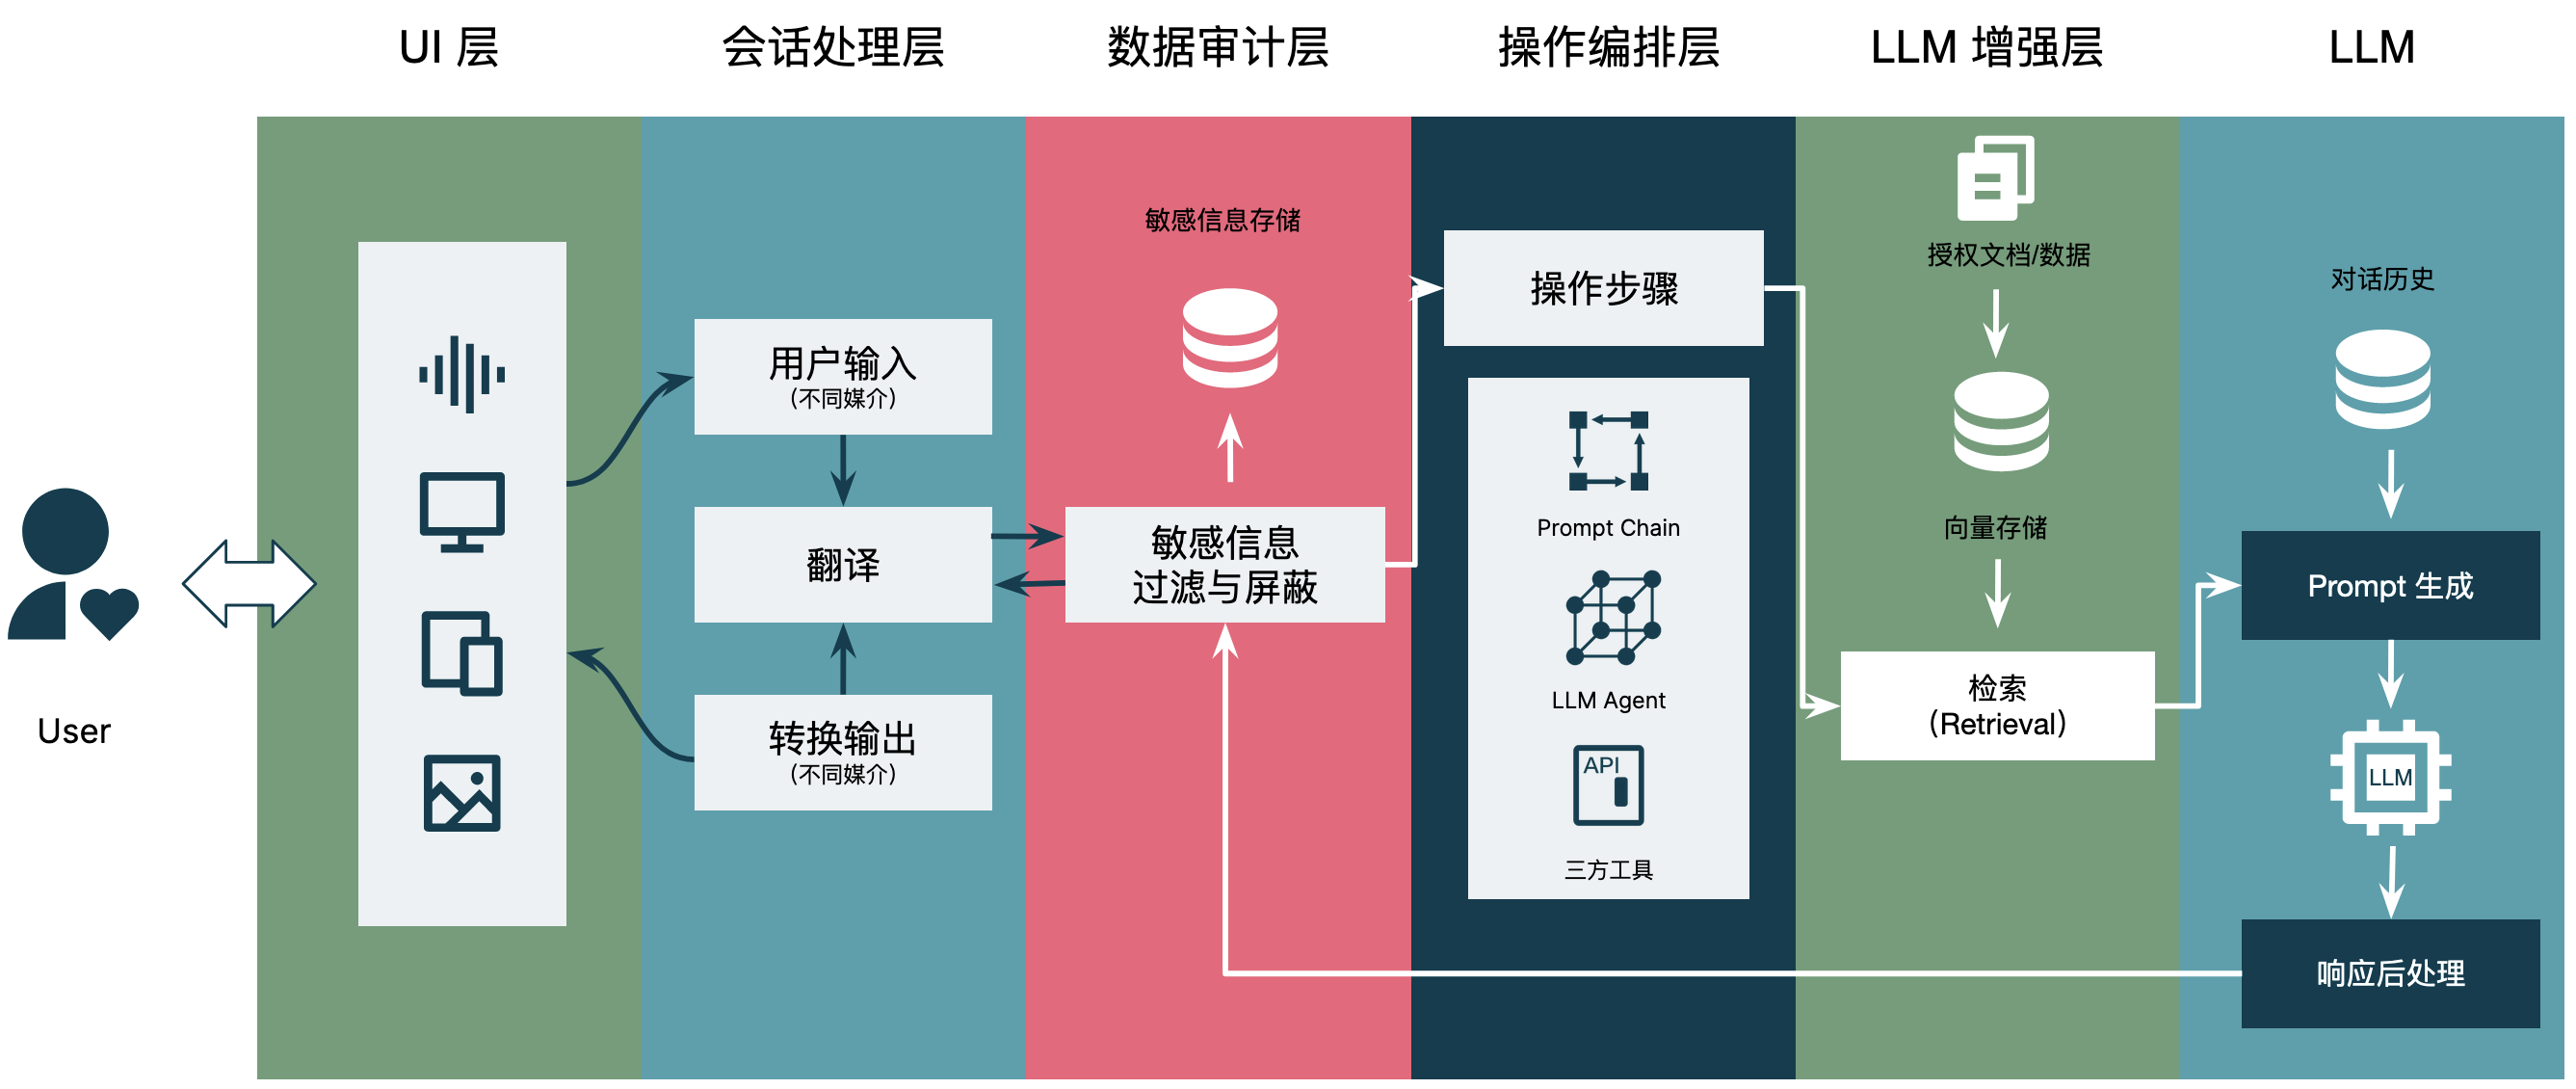 UI 层
会话处理层
数据审计层
操作编排层
LLM 增强层
LLM
User
用户输入
（不同媒介）
翻译
转换输出
（不同媒介）
敏感信息存储
敏感信息
过滤与屏蔽
操作步骤
Prompt Chain
LLM Agent
API
三方工具
授权文档/数据
向量存储
检索
（Retrieval）
对话历史
Prompt 生成
LLM
响应后处理